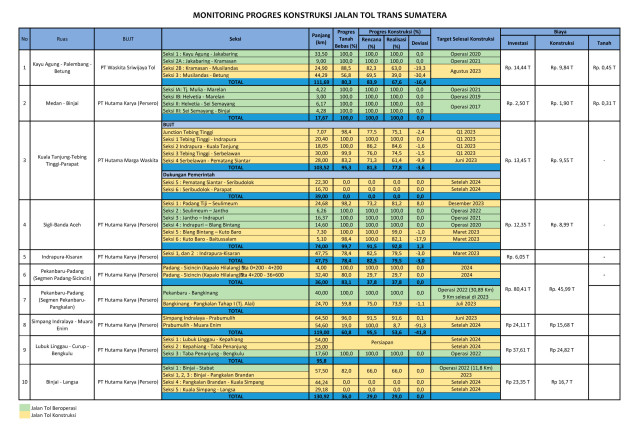 MONITORING PROGRES KONSTRUKSI JALAN TOL TRANS SUMATERA
No Ruas BUJT Seksi Panjang (km) Progres Tanah Bebas (%) Progres Konstruksi (%) Rencana (%) Realisasi (%) Deviasi Target Selesai Konstruksi Biaya Investasi Konstruksi Tanah
1 Kayu Agung - Palembang - Betung PT Waskita Sriwijaya Tol Rp. 14,44 T Rp. 9,84 T Rp. 0,45 T
Seksi 1 : Kayu Agung - Jakabaring 33,50 100,0 100,0 100,0 0,0 Operasi 2020
Seksi 2A : Jakabaring - Kramasan 9,00 100,0 100,0 100,0 0,0 Operasi 2021
Seksi 2B : Kramasan - Musilandas 24,90 88,5 82,3 63,0 Agustus 2023
Seksi 3 : Musilandas - Betung 44,29 56,8 69,5 39,0 -30,4
TOTAL 111,69 80,3 83,9 67,6 -16,4
2 Medan - Binjai PT Hutama Karya (Persero) Rp. 2,50 T Rp. 1,90 T Rp. 0,31 T
Seksi IA: Tj. Mulia - Marelan 4,22 100,0 100,0 100,0 0,0 Operasi 2021
Seksi IB: Helvetia - Marelan 3,00 100,0 100,0 100,0 0,0 Operasi 2019
Seksi II: Helvetia - Sei Semayang 6,17 100,0 100,0 100,0 0,0 Operasi 2017
Seksi III: Sei Semayang - Binjai 4,28 100,0 100,0 100,0 0,0
TOTAL 17,67 100,0 100,0 100,0 0,0
3 Kuala Tanjung-Tebing Tinggi-Parapat PT Hutama Marga Waskita Rp. 13,45 T Rp. 9,55 T -
BUJT
Junction Tebing Tinggi 7,07 98,4 77,5 75,1 -2,4 Q1 2023
Seksi 1 Tebing Tinggi - Indrapura 20,40 100,0 100,0 100,0 0,0 Q1 2023
Seksi 2 Indrapura - Kuala Tanjung 18,05 100,0 86,2 84,6 -1,6 Q1 2023
Seksi 3 Tebing Tinggi - Serbelawan 30,00 99,9 76,0 74,5 -1,5 Q1 2023
Seksi 4 Serbelawan - Pematang Siantar 28,00 83,2 71,3 61,4 -9,9 Juni 2023
TOTAL 103,52 95,3 81,3 77,8 -3,6
Dukungan Pemerintah
Seksi 5 : Pematang Siantar - Seribudolok 22,30 0,0 0,0 0,0 0,0 Setelah 2024
Seksi 6 : Seribudolok - Parapat 16,70 0,0 0,0 0,0 0,0 Setelah 2024
TOTAL 39,00 0,0 0,0 0,0 0,0
4 Sigli-Banda Aceh PT Hutama Karya (Persero) Rp. 12,35 T Rp. 8,99 T -
Seksi 1 : Padang Tiji – Seulimeum 24,68 98,2 73,2 81,2 8,0 Desember 2023
Seksi 2 : Seulimeum – Jantho 6,26 100,0 100,0 100,0 0,0 Operasi 2022
Seksi 3 : Jantho – Indrapuri 16,37 100,0 100,0 100,0 0,0 Operasi 2021
Seksi 4 : Indrapuri – Blang Bintang 14,00 100,0 100,0 100,0 0,0 Operasi 2020
Seksi 5 : Blang Bintang – Kuto Baro 7,30 100,0 100,0 99,0 -1,0 Maret 2023
Seksi 6 : Kuto Baro - Baitussalam 5,10 98,4 100,0 82,1 -17,9 Maret 2023
TOTAL 74,00 99,7 91,5 92,8 1,3
5 Indrapura-Kisaran PT Hutama Karya (Persero) Rp. 6,05 T -
Seksi 1, dan 2 : Indrapura - Kisaran 47,75 78,4 82,5 79,5 -3,0 Maret 2023
TOTAL 47,75 78,4 82,5 79,5 -3,0
6 Pekanbaru-Padang (Segmen Padang-Sicincin) PT Hutama Karya (Persero) Rp. 80,41 T Rp. 45,99 T -
Padang - Sicincin (Kapalo Hilalang) 0+200 - 4+200 4,00 100,0 100,0 100,0 0,0 2024
Padang - Sicincin (Kapalo Hilalang) 4+200 - 36+600 32,40 80,0 29,7 29,7 0,0 2024
TOTAL 36,00 83,1 37,8 37,8 0,0
7 Pekanbaru-Padang (Segmen Pekanbaru-Pangkalan) PT Hutama Karya (Persero) -
Pekanbaru - Bangkinang 40,00 100,0 100,0 100,0 0,0 Operasi 2022 (30,89 Km) 9 Km selesai di 2023
Bangkinang - Pangkalan Tahap I (Tj. Alai) 24,70 59,8 75,0 73,9 -1,1 Juli 2023
TOTAL
8 Simpang Indralaya - Muara Enim PT Hutama Karya (Persero) Rp 24,11 T Rp 15,68 T -
Simpang Indralaya - Prabumulih 64,50 96,0 91,5 91,6 0,1 Juni 2023
Prabumulih - Muara Enim 54,60 19,0 100,0 8,7 -91,3 Setelah 2024
TOTAL 119,09 60,8 95,5 53,6 -41,8
9 Lubuk Linggau - Curup - Bengkulu PT Hutama Karya (Persero) Rp 37,61 T Rp 24,82 T -
Seksi 1 : Lubuk Linggau - Kepahiang 54,00 Persiapan Setelah 2024
Seksi 2 : Kepahiang - Taba Penanjung 23,00 Setelah 2024
Seksi 3 : Taba Penanjung - Bengkulu 17,60 100,0 100,0 100,0 0,0 Operasi 2022
TOTAL 95,8
10 Binjai - Langsa PT Hutama Karya (Persero) Rp 23,35 T Rp 16,7 T -
Seksi 1 : Binjai - Stabat 57,50 82,0 66,0 66,0 0,0 Operasi 2022 (11,8 Km)
Seksi 1, 2, 3 : Binjai - Pangkalan Brandan 2023
Seksi 4 : Pangkalan Brandan - Kuala Simpang 44,24 0,0 0,0 0,0 0,0 Setelah 2024
Seksi 5 : Kuala Simpang - Langsa 29,18 0,0 0,0 0,0 0,0 Setelah 2024
TOTAL 130,92 36,0 29,0 29,0 0,0
Jalan Tol Beroperasi
Jalan Tol Konstruksi